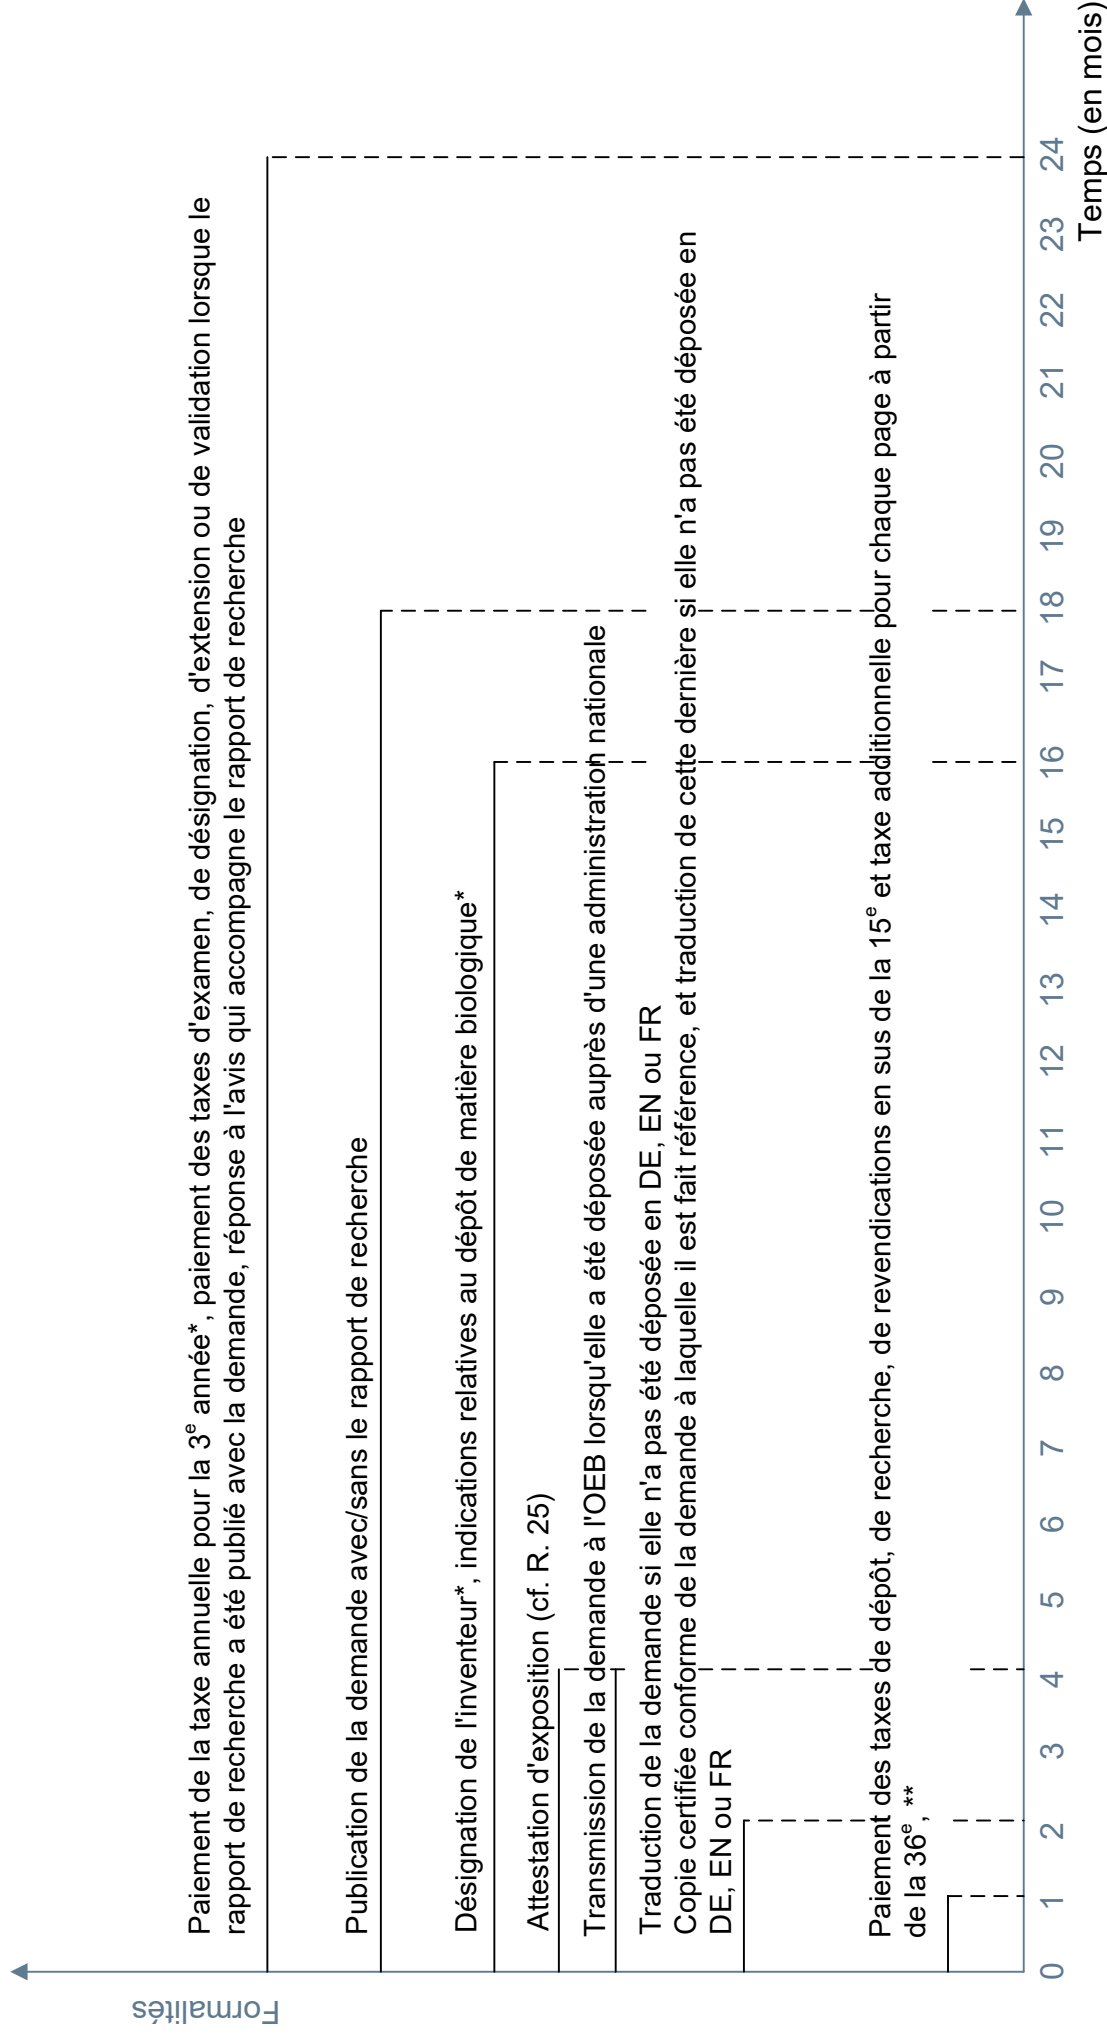 Formalités
Paiement de la taxe annuelle pour la 3e année*, paiement des taxes d'examen, de désignation, d'extension ou de validation lorsque le
rapport de recherche a été publié avec la demande, réponse à l'avis qui accompagne le rapport de recherche
Publication de la demande avec/sans le rapport de recherche
Désignation de l'inventeur*, indications relatives au dépôt de matière biologique*
Attestation d'exposition (cf. R. 25)
Transmission de la demande à l'OEB lorsqu'elle a été déposée auprès d'une administration nationale
Traduction de la demande si elle n'a pas été déposée en DE, EN ou FR
Copie certifiée conforme de la demande à laquelle il est fait référence, et traduction de cette dernière si elle n'a pas été déposée en
DE, EN ou FR
Paiement des taxes de dépôt, de recherche, de revendications en sus de la 15e et taxe additionnelle pour chaque page à partir
de la 36e, **
0 1 2 3 4 5 6 7 8 9 10 11 12 13 14 15 16 17 18 19 20 21 22 23 24
Temps (en mois)